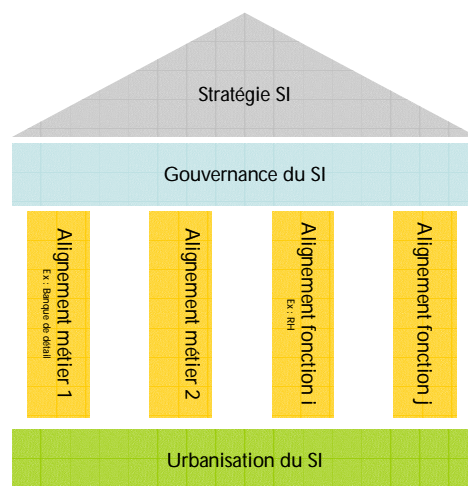 Stratégie SI
Gouvernance du SI
Alignement métier 1
Ex : Banque de détail
Alignement métier 2
Alignement fonction i
Ex : RH
Alignement fonction j
Urbanisation du SI